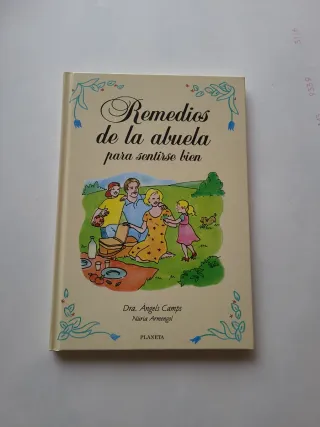 Remedios
de la abuela
para sentirse bien
Dra. Àngels Camps
Núria Armengol
PLANETA